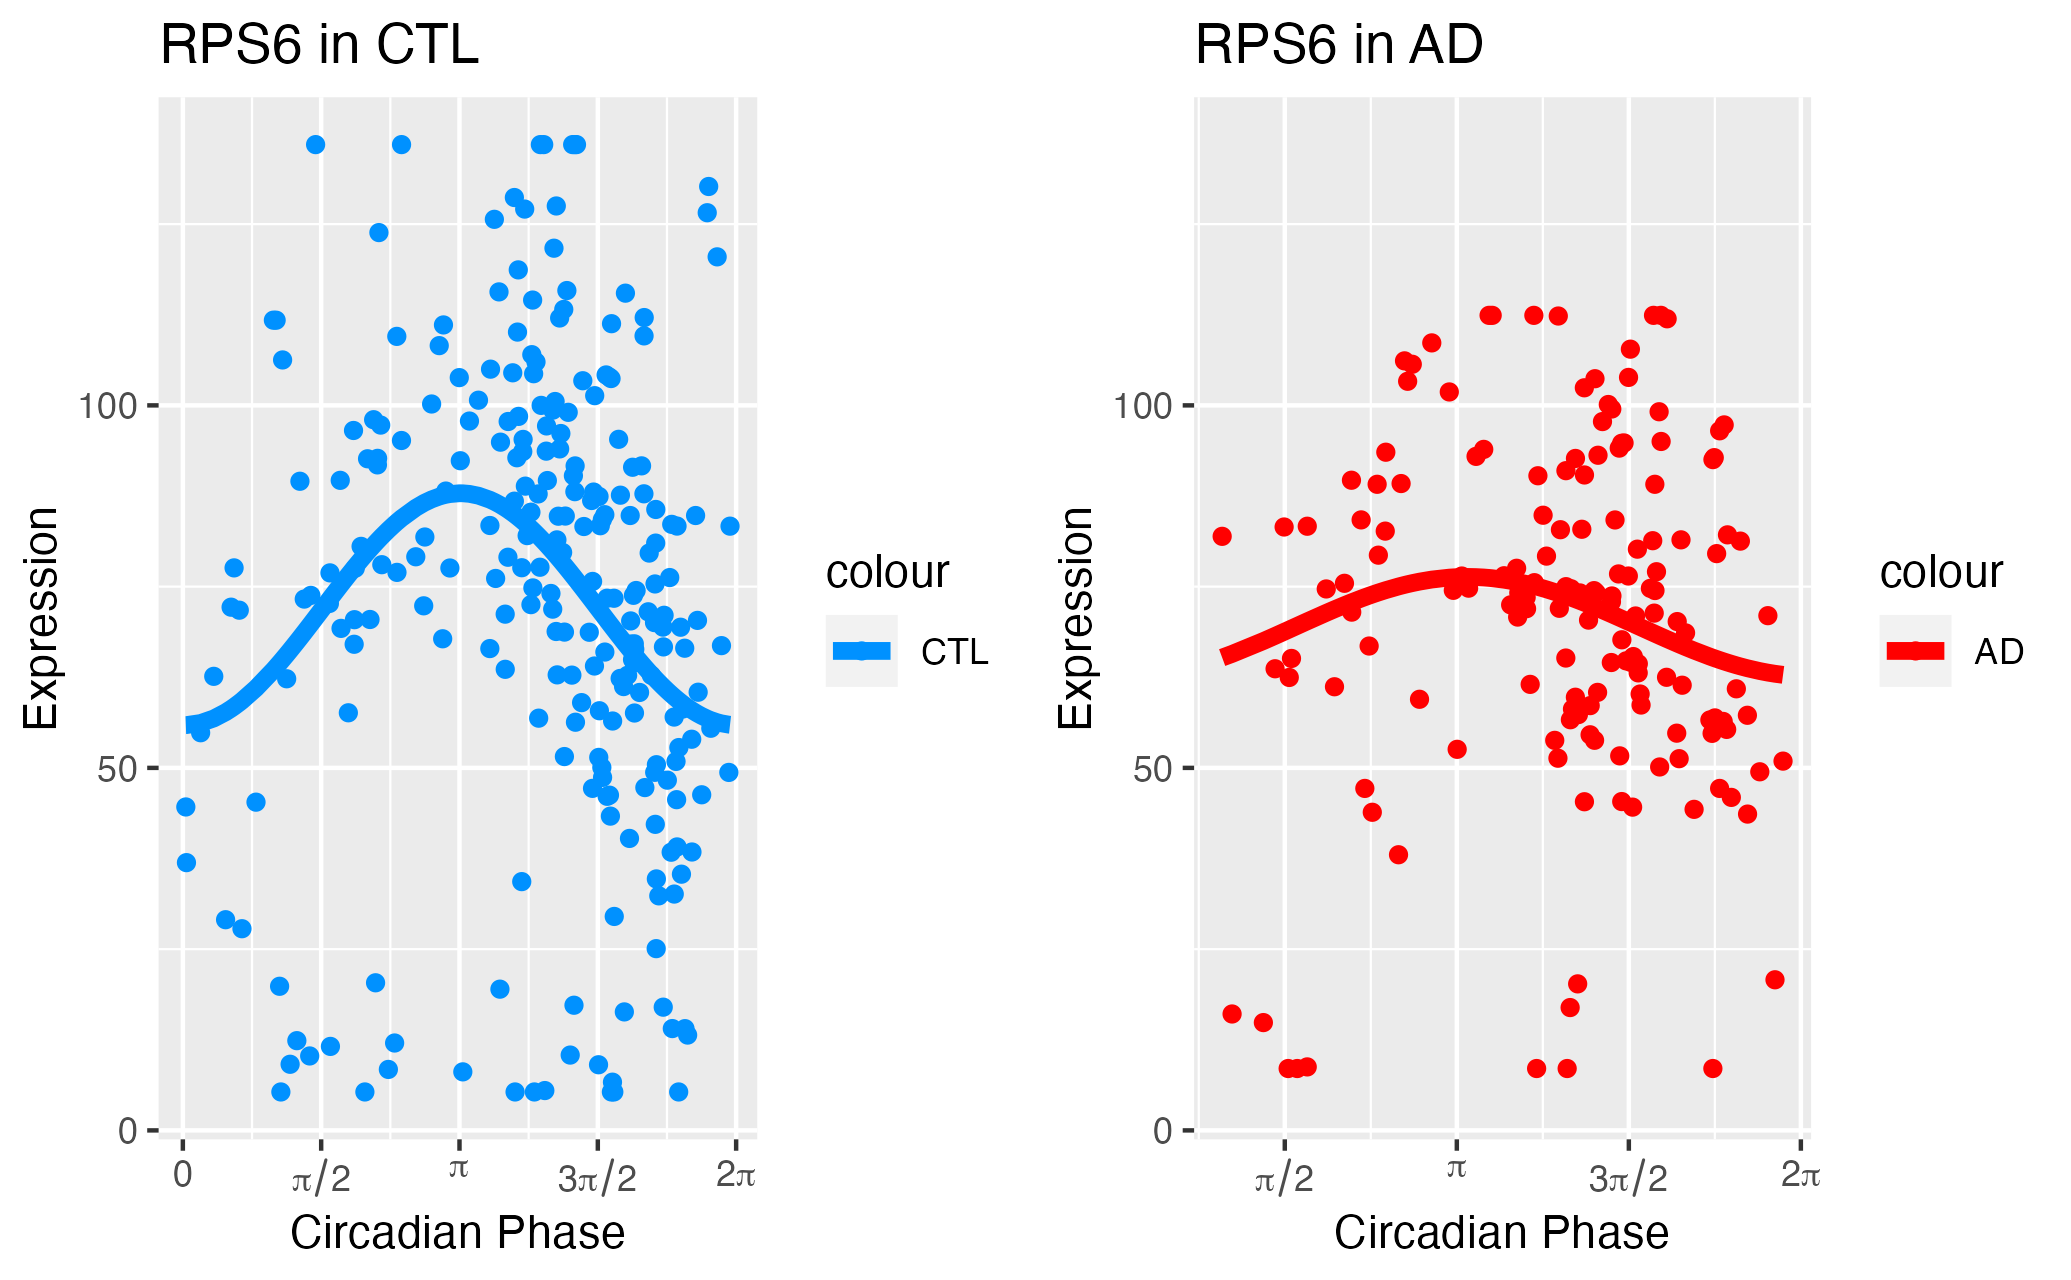 RPS6 in CTL
Expression
100
50
0
0 π/2 π 3π/2 2π
Circadian Phase
colour
CTL
RPS6 in AD
Expression
100
50
0
π/2 π 3π/2 2π
Circadian Phase
colour
AD